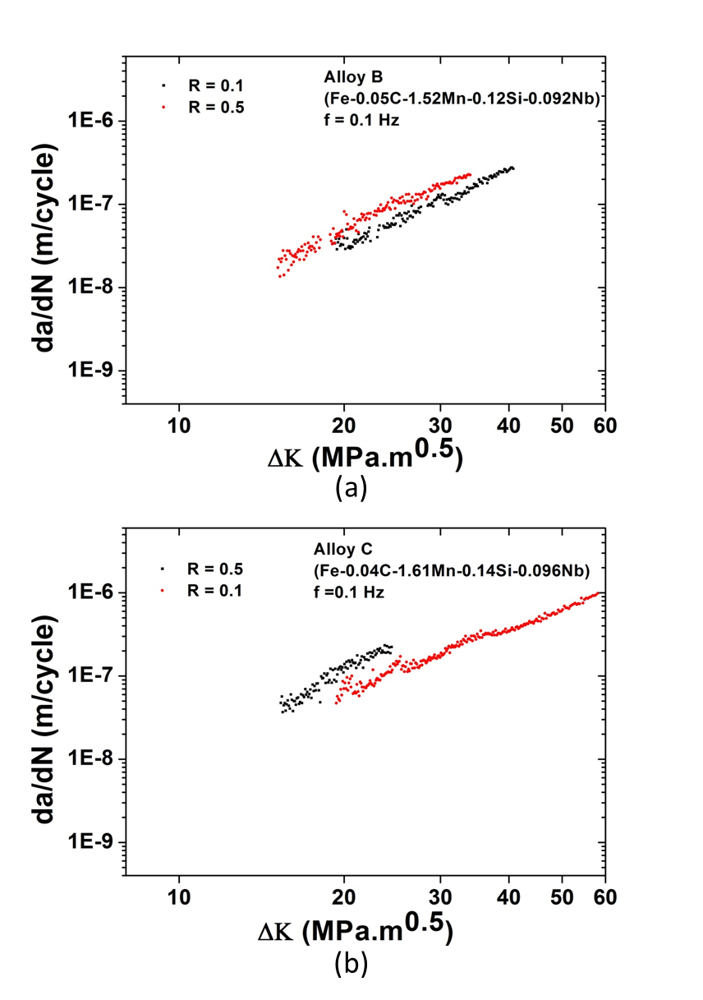 Alloy B
R = 0.1
(Fe-0.05C-1.52Mn-0.12Si-0.092Nb)
R = 0.5
f = 0.1 Hz
1E-6
1E-7
1E-8
1E-9
da/dN (m/cycle)
10 20 30 40 50 60
ΔK (MPa.m^0.5)
(a)
Alloy C
R = 0.5
(Fe-0.04C-1.61Mn-0.14Si-0.096Nb)
R = 0.1
f =0.1 Hz
1E-6
1E-7
1E-8
1E-9
da/dN (m/cycle)
10 20 30 40 50 60
ΔK (MPa.m^0.5)
(b)